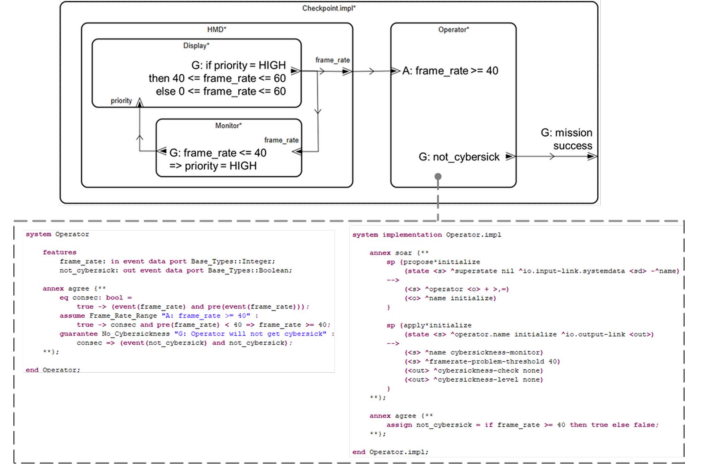 Checkpoint.impl*
HMD*
Display*
G: if priority = HIGH
then 40 <= frame_rate <= 60
else 0 <= frame_rate <= 60
priority
frame_rate
Monitor*
frame_rate
G: frame_rate <= 40
=> priority = HIGH
Operator*
A: frame_rate >= 40
G: not_cybersick
G: mission
success
system Operator
features
frame_rate: in event data port Base_Types::Integer;
not_cybersick: out event data port Base_Types::Boolean;
annex agree {**
eq consec: bool =
true -> (event(frame_rate) and pre(event(frame_rate)));
assume Frame_Rate_Range "A: frame_rate >= 40" :
true -> consec and pre(frame_rate) < 40 => frame_rate >= 40;
guarantee No_Cybersickness "G: Operator will not get cybersick" :
consec => (event(not_cybersick) and not_cybersick);
**};
end Operator;
system implementation Operator.impl
annex soar {**
sp {propose*initialize
(state <s> ^superstate nil ^io.input-link.systemdata <sd> -^name)
-->
(<s> ^operator <o> + >,=)
(<o> ^name initialize)
}
sp {apply*initialize
(state <s> ^operator.name initialize ^io.output-link <out>)
-->
(<s> ^name cybersickness-monitor)
(<s> ^framerate-problem-threshold 40)
(<out> ^cybersickness-check none)
(<out> ^cybersickness-level none)
}
**};
annex agree {**
assign not_cybersick = if frame_rate >= 40 then true else false;
**};
end Operator.impl;